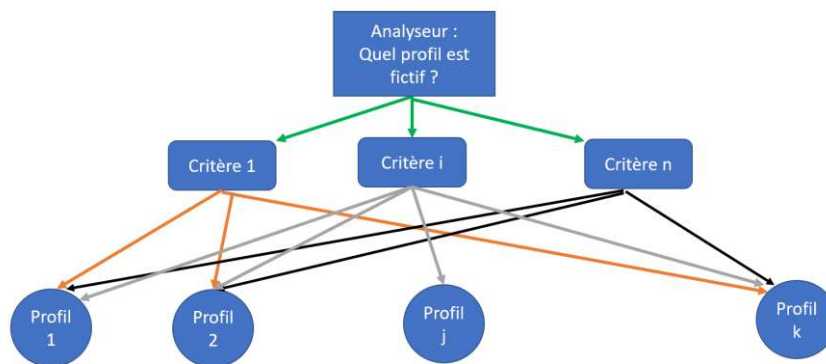 Analyseur :
Quel profil est
fictif ?
Critère 1
Critère i
Critère n
Profil
1
Profil
2
Profil
j
Profil
k